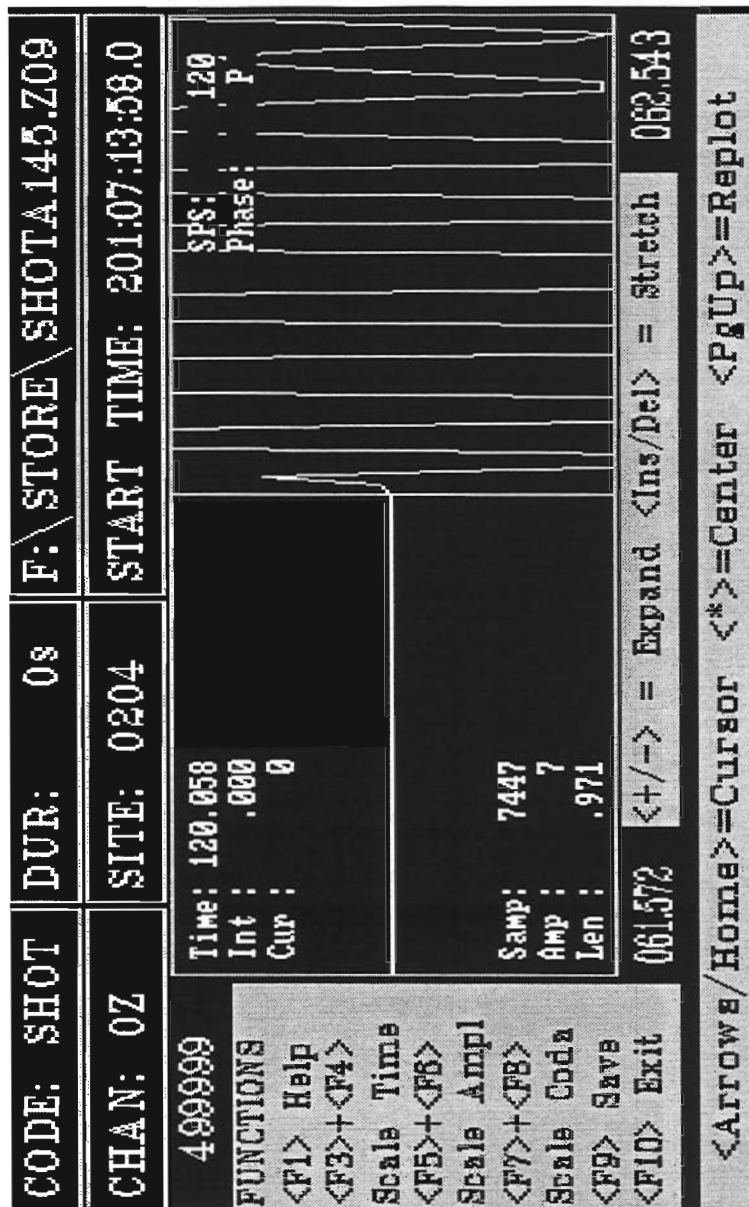 CODE: SHOT DUR: 0s F:\STORE\SHOTA145.Z09
CHAN: 0Z SITE: 0204 START TIME: 201:07:13:58.0
499999
FUNCTIONS
<F1> Help
<F3>+<F4>
Scale Time
<F5>+<F6>
Scale Ampl
<F7>+<F8>
Scale Coda
<F9> Save
<F10> Exit
Time: 120.058
Int : .000
Cur : 0
SPS: 120
Phase: P'
Samp: 7447
Amp : 7
Len : .971
061.572 <+/-> = Expand <Ins/Del> = Stretch 062.543
<Arrows/Home>=Cursor <*>=Center <PgUp>=Replot